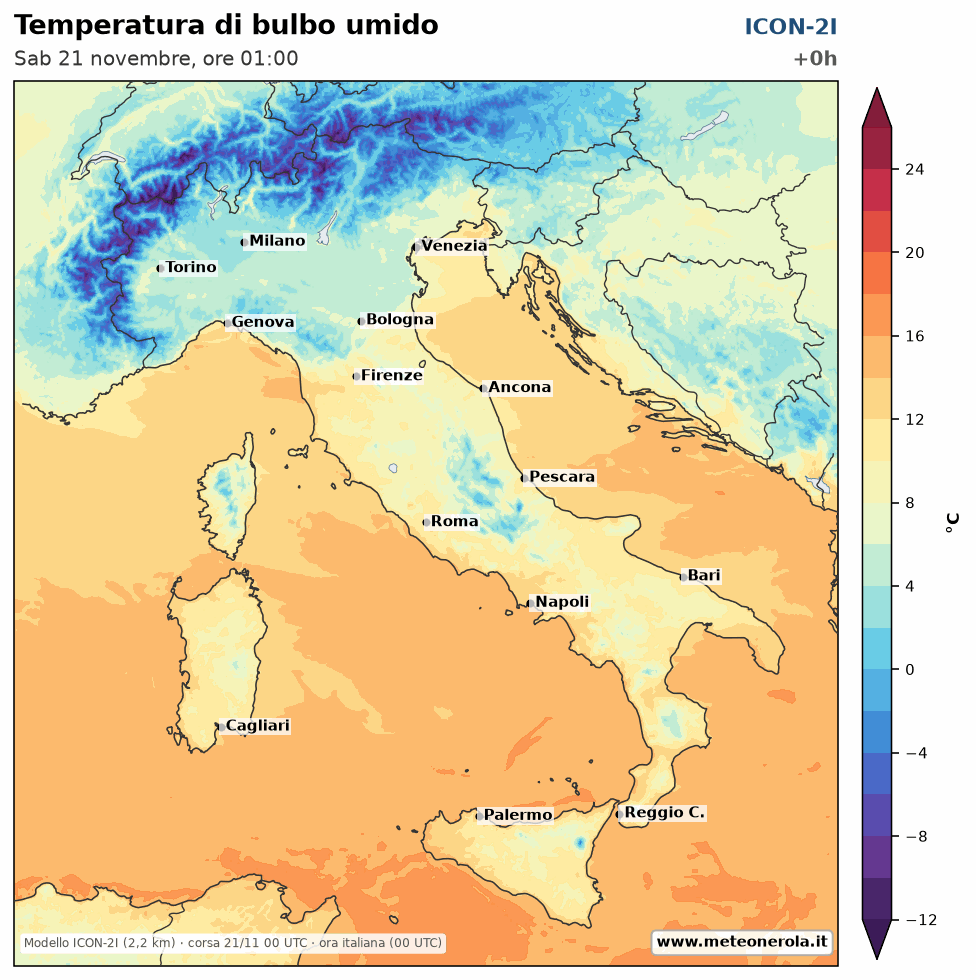 Temperatura di bulbo umido
ICON-2I
Sab 21 novembre, ore 01:00
+0h
Milano
Venezia
Torino
Genova
Bologna
Firenze
Ancona
Pescara
Roma
Bari
Napoli
Cagliari
Palermo
Reggio C.
24
20
16
12
8
4
0
−4
−8
−12
°C
Modello ICON-2I (2,2 km) · corsa 21/11 00 UTC · ora italiana (00 UTC)
www.meteonerola.it